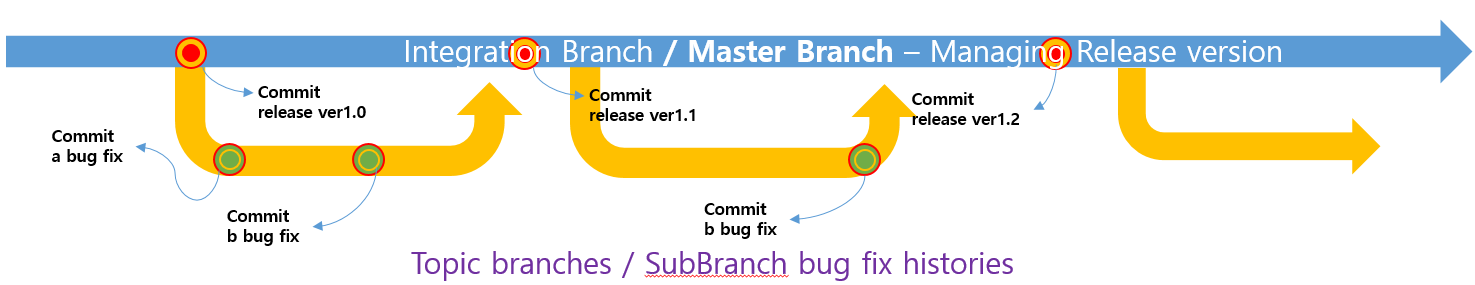 Integration Branch / Master Branch – Managing Release version
Commit
release ver1.0
Commit
release ver1.1
Commit
release ver1.2
Commit
a bug fix
Commit
b bug fix
Commit
b bug fix
Topic branches / SubBranch bug fix histories